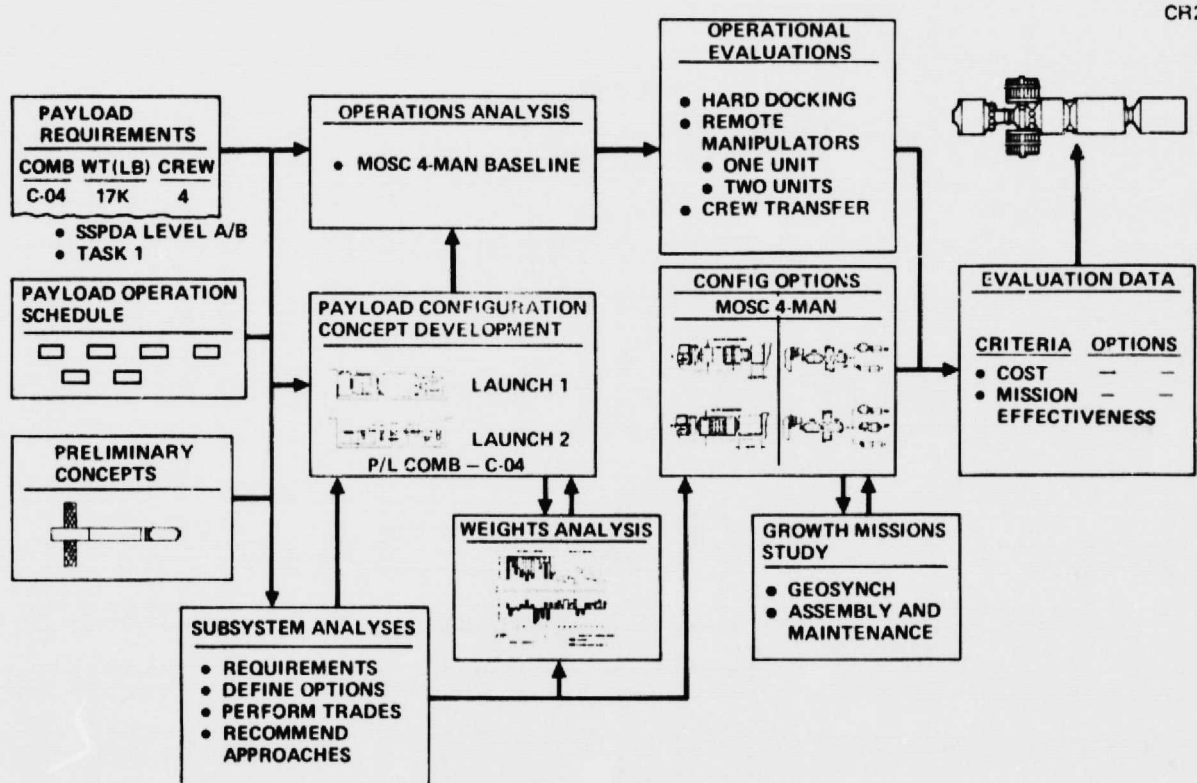 CR2
PAYLOAD
REQUIREMENTS
COMB WT(LB) CREW
C-04 17K 4
• SSPDA LEVEL A/B
• TASK 1
PAYLOAD OPERATION
SCHEDULE
PRELIMINARY
CONCEPTS
OPERATIONS ANALYSIS
• MOSC 4-MAN BASELINE
PAYLOAD CONFIGURATION
CONCEPT DEVELOPMENT
LAUNCH 1
LAUNCH 2
P/L COMB – C-04
WEIGHTS ANALYSIS
SUBSYSTEM ANALYSES
• REQUIREMENTS
• DEFINE OPTIONS
• PERFORM TRADES
• RECOMMEND
APPROACHES
OPERATIONAL
EVALUATIONS
• HARD DOCKING
• REMOTE
MANIPULATORS
• ONE UNIT
• TWO UNITS
• CREW TRANSFER
CONFIG OPTIONS
MOSC 4-MAN
GROWTH MISSIONS
STUDY
• GEOSYNCH
• ASSEMBLY AND
MAINTENANCE
EVALUATION DATA
CRITERIA OPTIONS
• COST — –
• MISSION – –
EFFECTIVENESS